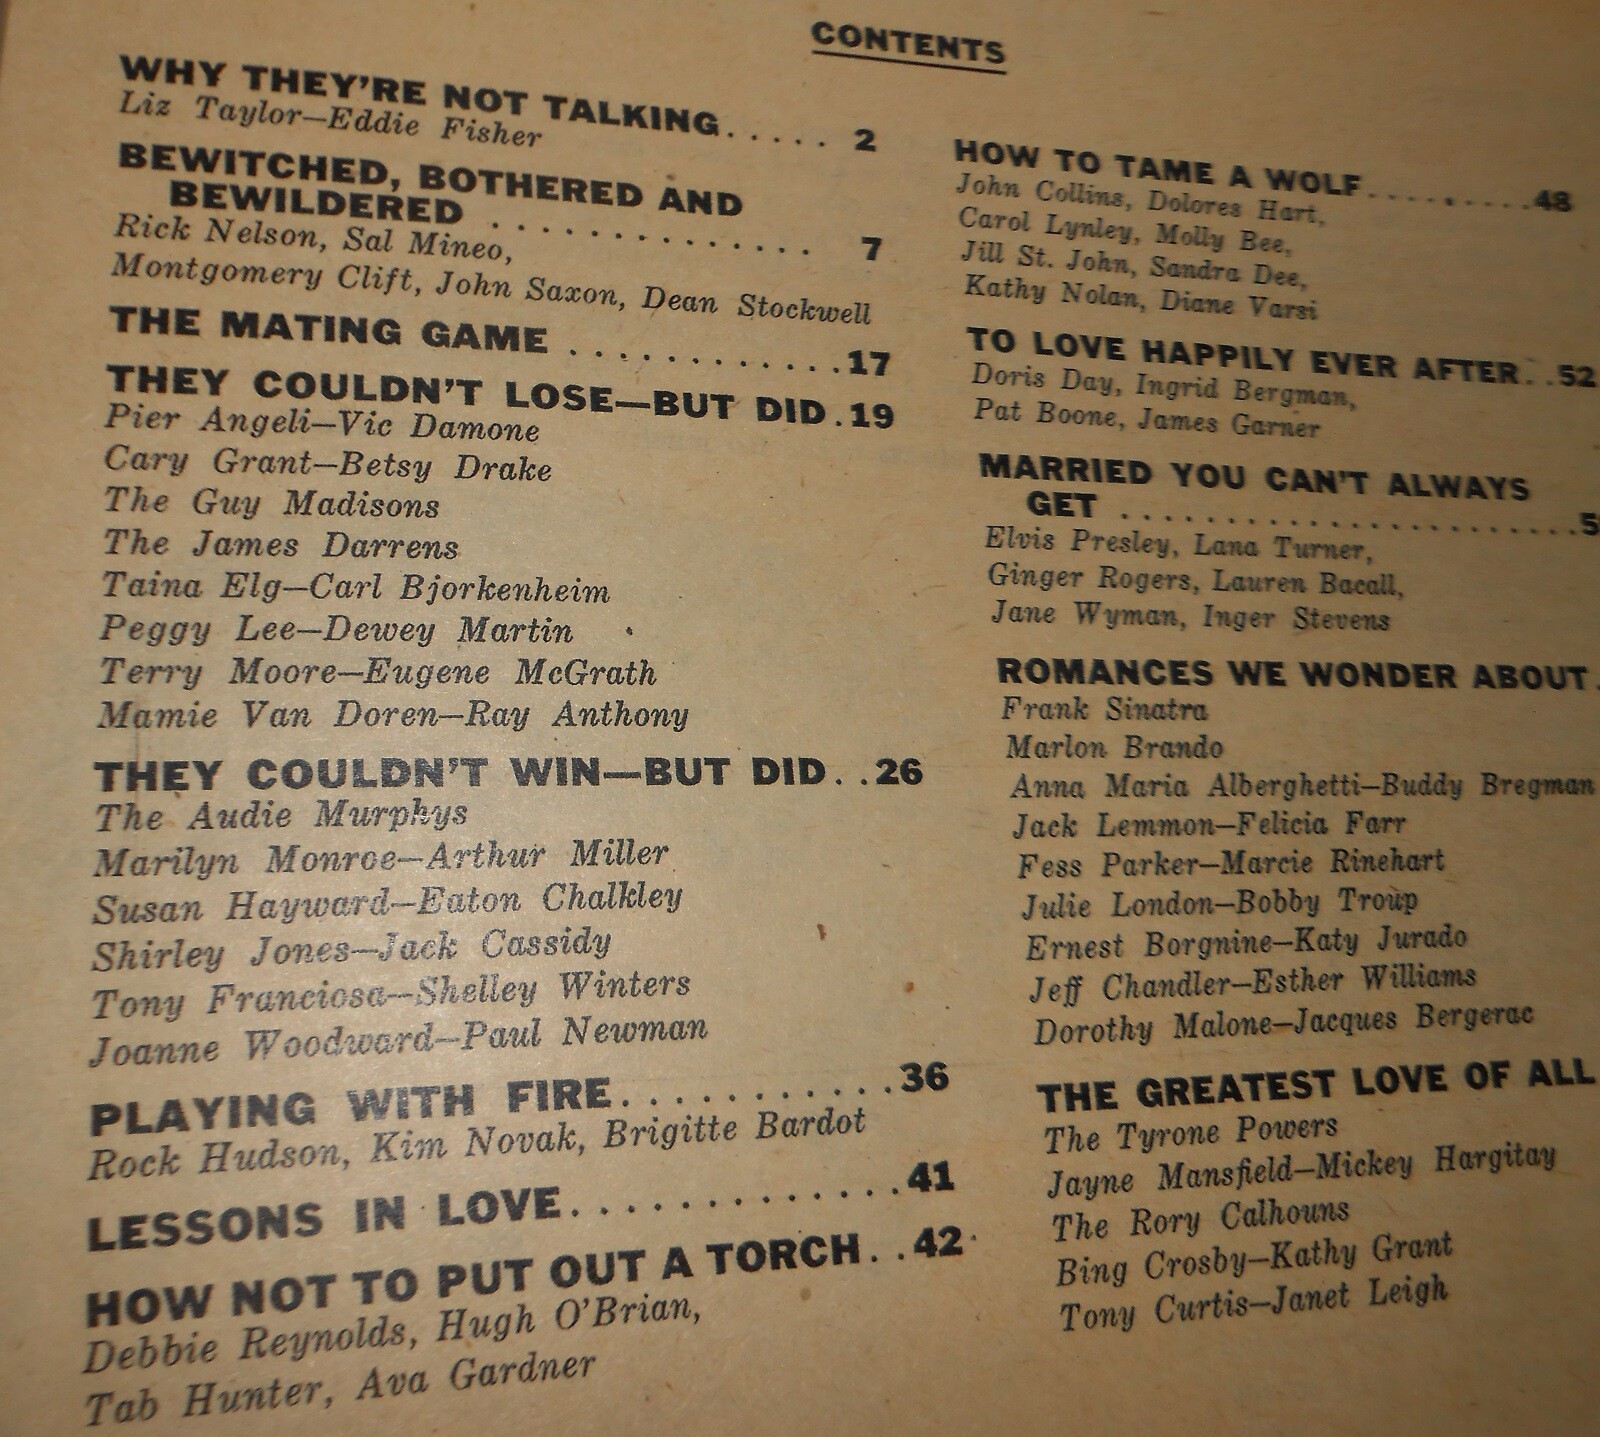 CONTENTS
WHY THEY'RE NOT TALKING..... 2
Liz Taylor—Eddie Fisher
BEWITCHED, BOTHERED AND
BEWILDERED .............. 7
Rick Nelson, Sal Mineo,
Montgomery Clift, John Saxon, Dean Stockwell
THE MATING GAME ............17
THEY COULDN'T LOSE—BUT DID.19
Pier Angeli—Vic Damone
Cary Grant—Betsy Drake
The Guy Madisons
The James Darrens
Taina Elg—Carl Bjorkenheim
Peggy Lee—Dewey Martin
Terry Moore—Eugene McGrath
Mamie Van Doren—Ray Anthony
THEY COULDN'T WIN—BUT DID..26
The Audie Murphys
Marilyn Monroe—Arthur Miller
Susan Hayward—Eaton Chalkley
Shirley Jones—Jack Cassidy
Tony Franciosa—Shelley Winters
Joanne Woodward—Paul Newman
PLAYING WITH FIRE...........36
Rock Hudson, Kim Novak, Brigitte Bardot
LESSONS IN LOVE.............41
HOW NOT TO PUT OUT A TORCH..42
Debbie Reynolds, Hugh O'Brian,
Tab Hunter, Ava Gardner
HOW TO TAME A WOLF.........48
John Collins, Dolores Hart,
Carol Lynley, Molly Bee,
Jill St. John, Sandra Dee,
Kathy Nolan, Diane Varsi
TO LOVE HAPPILY EVER AFTER..52
Doris Day, Ingrid Bergman,
Pat Boone, James Garner
MARRIED YOU CAN'T ALWAYS
GET ........................5
Elvis Presley, Lana Turner,
Ginger Rogers, Lauren Bacall,
Jane Wyman, Inger Stevens
ROMANCES WE WONDER ABOUT.
Frank Sinatra
Marlon Brando
Anna Maria Alberghetti—Buddy Bregman
Jack Lemmon—Felicia Farr
Fess Parker—Marcie Rinehart
Julie London—Bobby Troup
Ernest Borgnine—Katy Jurado
Jeff Chandler—Esther Williams
Dorothy Malone—Jacques Bergerac
THE GREATEST LOVE OF ALL
The Tyrone Powers
Jayne Mansfield—Mickey Hargitay
The Rory Calhouns
Bing Crosby—Kathy Grant
Tony Curtis—Janet Leigh